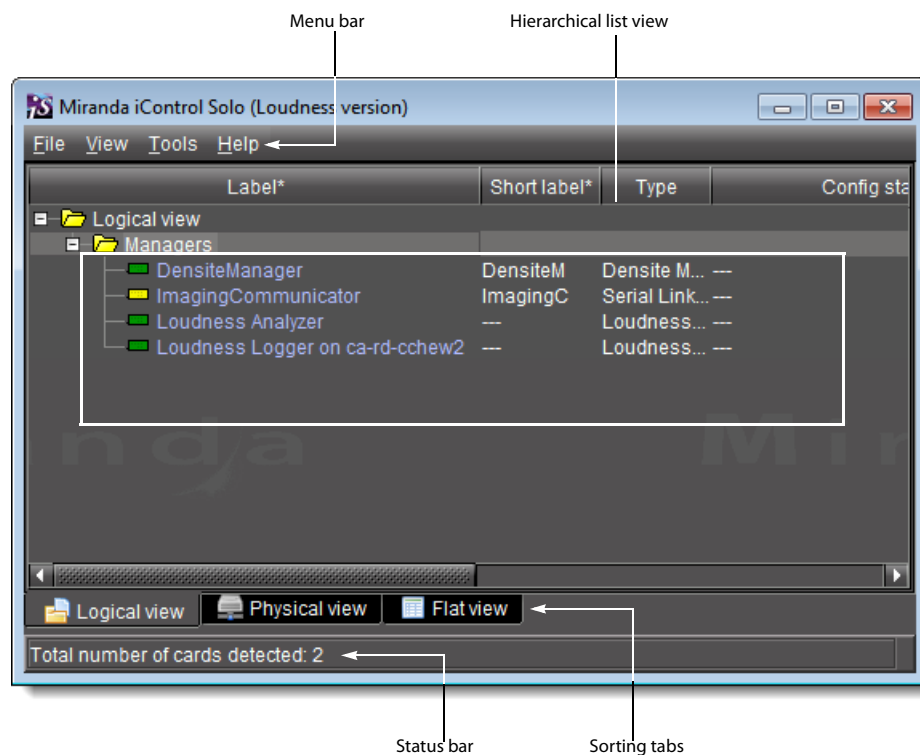 Menu bar
Hierarchical list view
Miranda iControl Solo (Loudness version)
File View Tools Help
Label* Short label* Type Config sta
Logical view
Managers
DensiteManager DensiteM Densite M... ---
ImagingCommunicator ImagingC Serial Link... ---
Loudness Analyzer --- Loudness... ---
Loudness Logger on ca-rd-cchew2 --- Loudness... ---
nda Mir
Logical view Physical view Flat view
Total number of cards detected: 2
Status bar
Sorting tabs